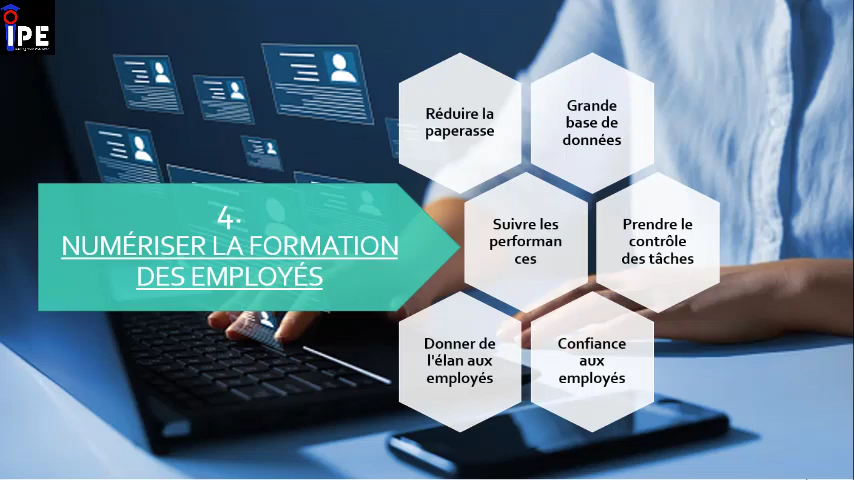 IPE
4.
NUMÉRISER LA FORMATION
DES EMPLOYÉS
Réduire la
paperasse
Grande
base de
données
Suivre les
performan
ces
Prendre le
contrôle
des tâches
Donner de
l'élan aux
employés
Confiance
aux
employés